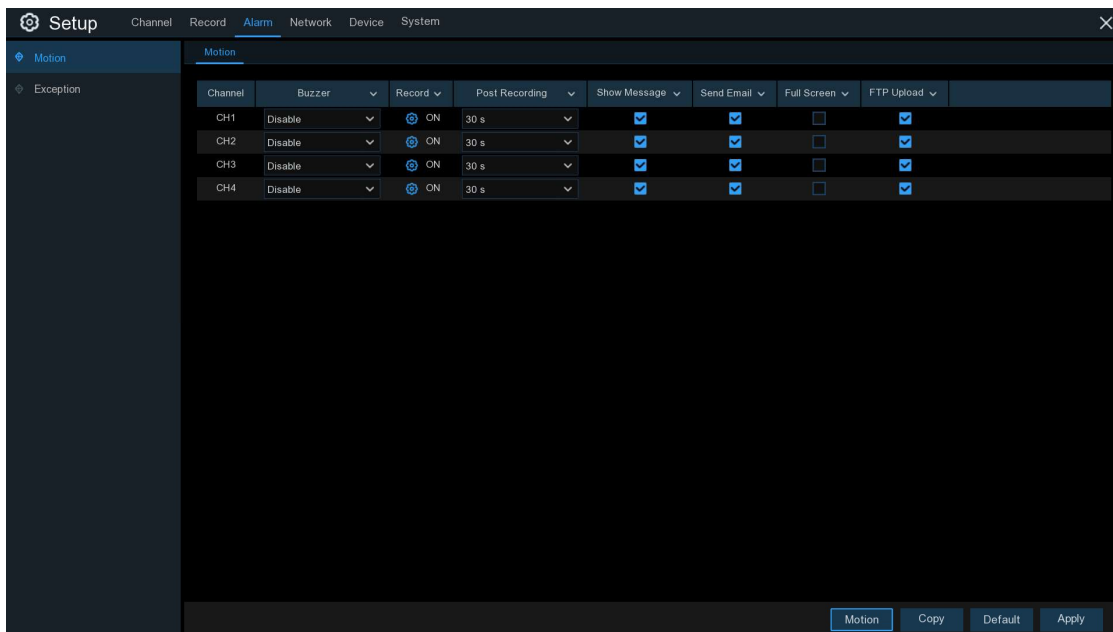 Setup Channel Record Alarm Network Device System
Motion
Exception
Motion
Channel Buzzer Record Post Recording Show Message Send Email Full Screen FTP Upload
CH1 Disable ON 30 s
CH2 Disable ON 30 s
CH3 Disable ON 30 s
CH4 Disable ON 30 s
Motion Copy Default Apply